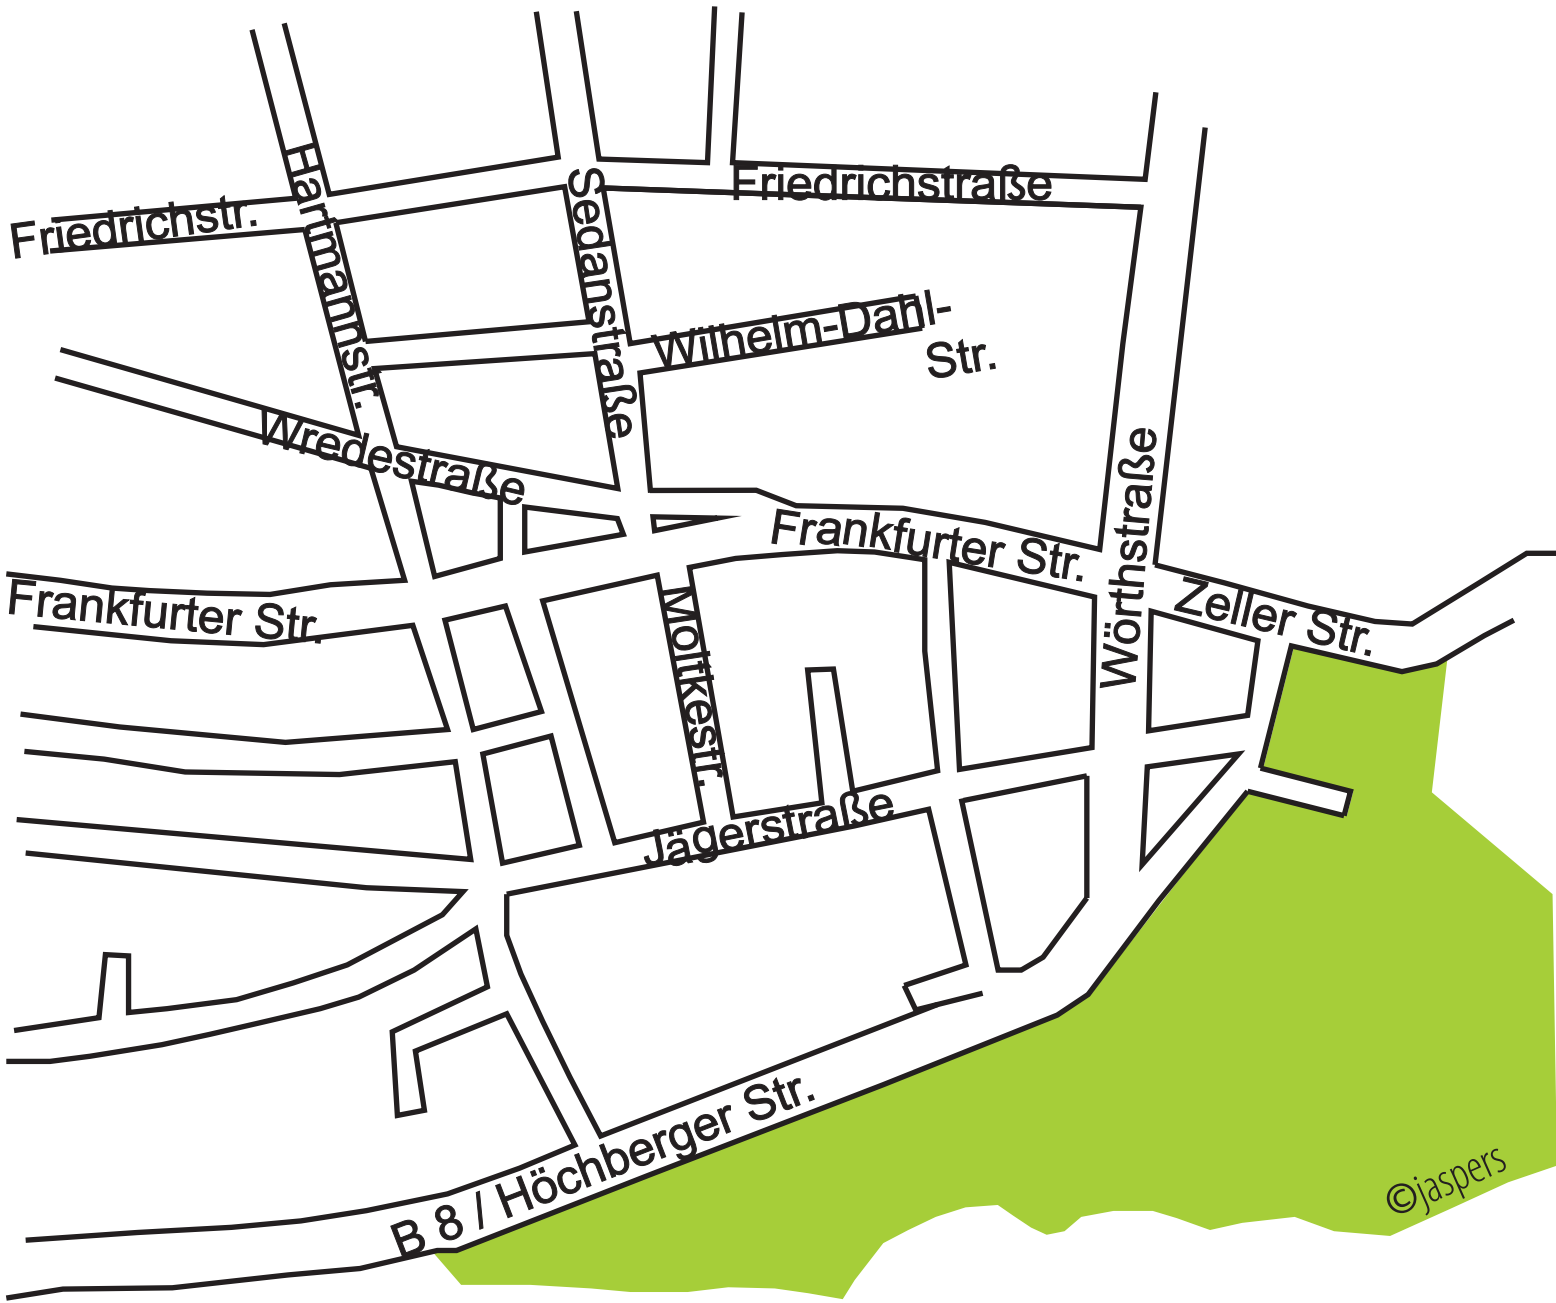 Friedrichstr.
Hartmannstr.
Sedanstraße
Friedrichstraße
Wilhelm-Dahl-
Str.
Wredestraße
Frankfurter Str.
Frankfurter Str.
Moltkestr.
Wörthstraße
Zeller Str.
Jägerstraße
B 8 / Höchberger Str.
©jaspers